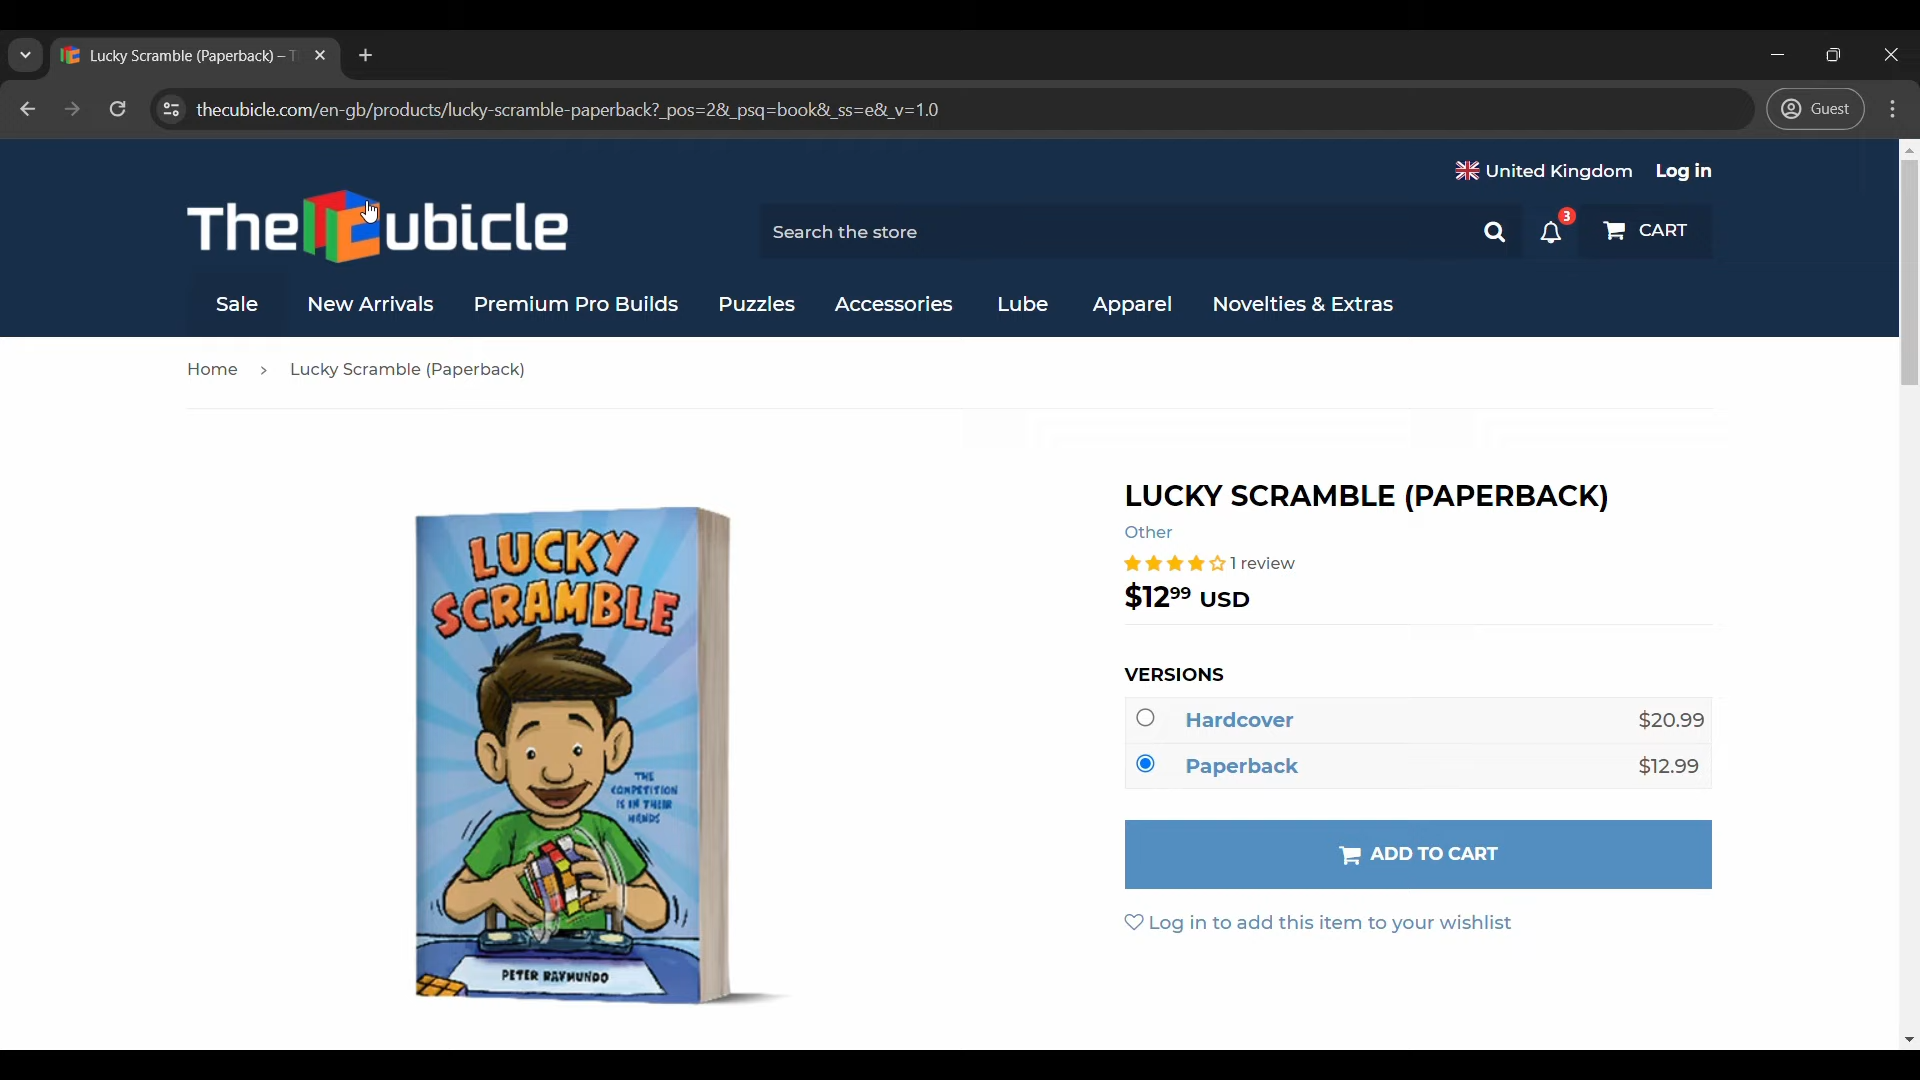 Lucky Scramble (Paperback) – T
thecubicle.com/en-gb/products/lucky-scramble-paperback?_pos=2&_psq=book&_ss=e&_v=1.0
Guest
United Kingdom Log in
TheCubicle
Search the store
3
CART
Sale New Arrivals Premium Pro Builds Puzzles Accessories Lube Apparel Novelties & Extras
Home > Lucky Scramble (Paperback)
LUCKY
SCRAMBLE
THE
COMPETITION
IS IN THEIR
HANDS
PETER RAYMUNDO
LUCKY SCRAMBLE (PAPERBACK)
Other
1 review
$12⁹⁹ USD
VERSIONS
Hardcover $20.99
Paperback $12.99
ADD TO CART
Log in to add this item to your wishlist